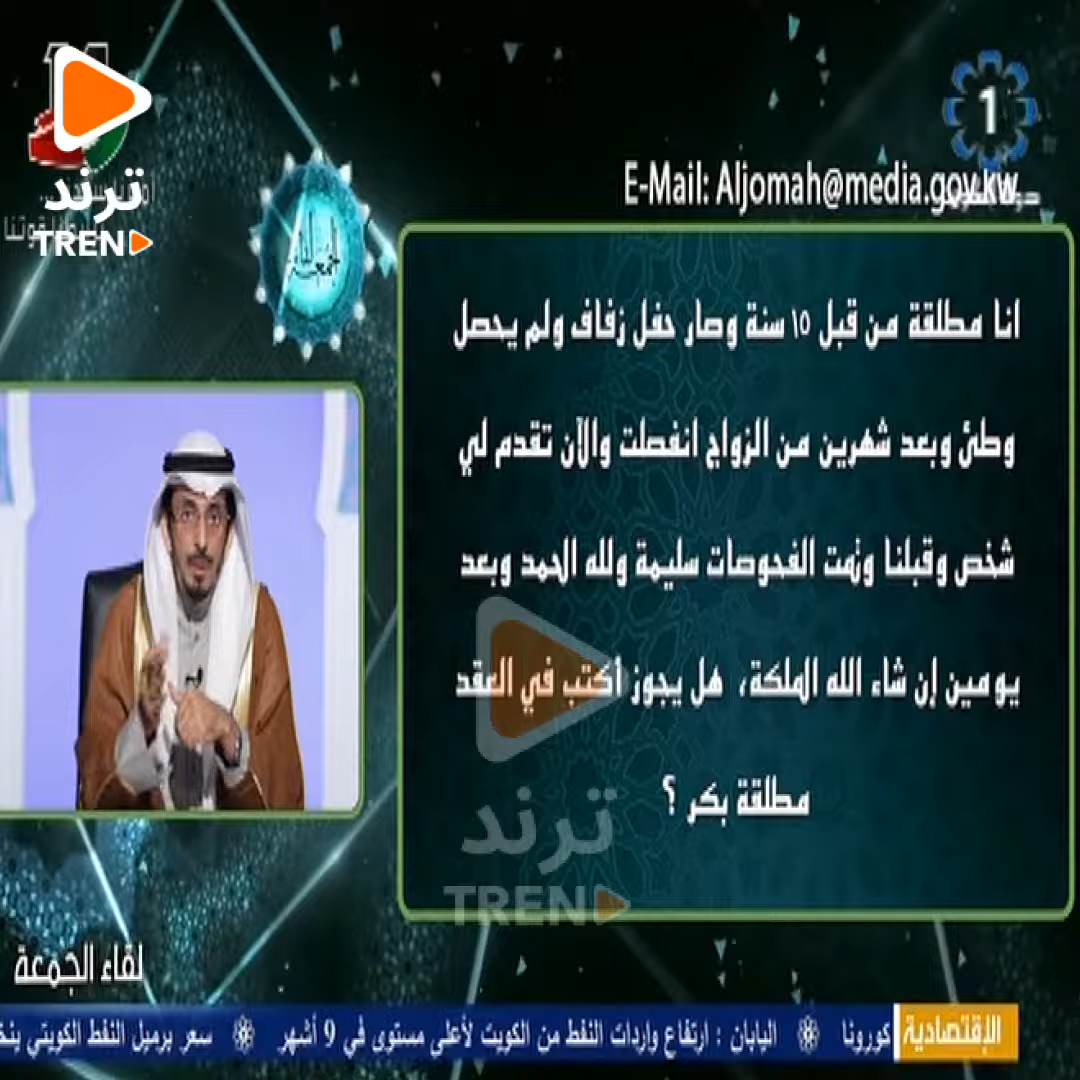 1
ترند
TREND
E-Mail: Aljomah@media.gov.kw
انا مطلقة من قبل ١٥ سنة وصار حفل زفاف ولم يحصل
وطئ وبعد شهرين من الزواج انفصلت والآن تقدم لي
شخص وقبلنا وتمت الفحوصات سليمة ولله الحمد وبعد
يومين إن شاء الله الملكة، هل يجوز أكتب في العقد
مطلقة بكر ؟
ترند
TREND
لقاء الجمعة
الإقتصادية كورونا اليابان : ارتفاع واردات النفط من الكويت لأعلى مستوى في 9 أشهر سعر برميل النفط الكويتي